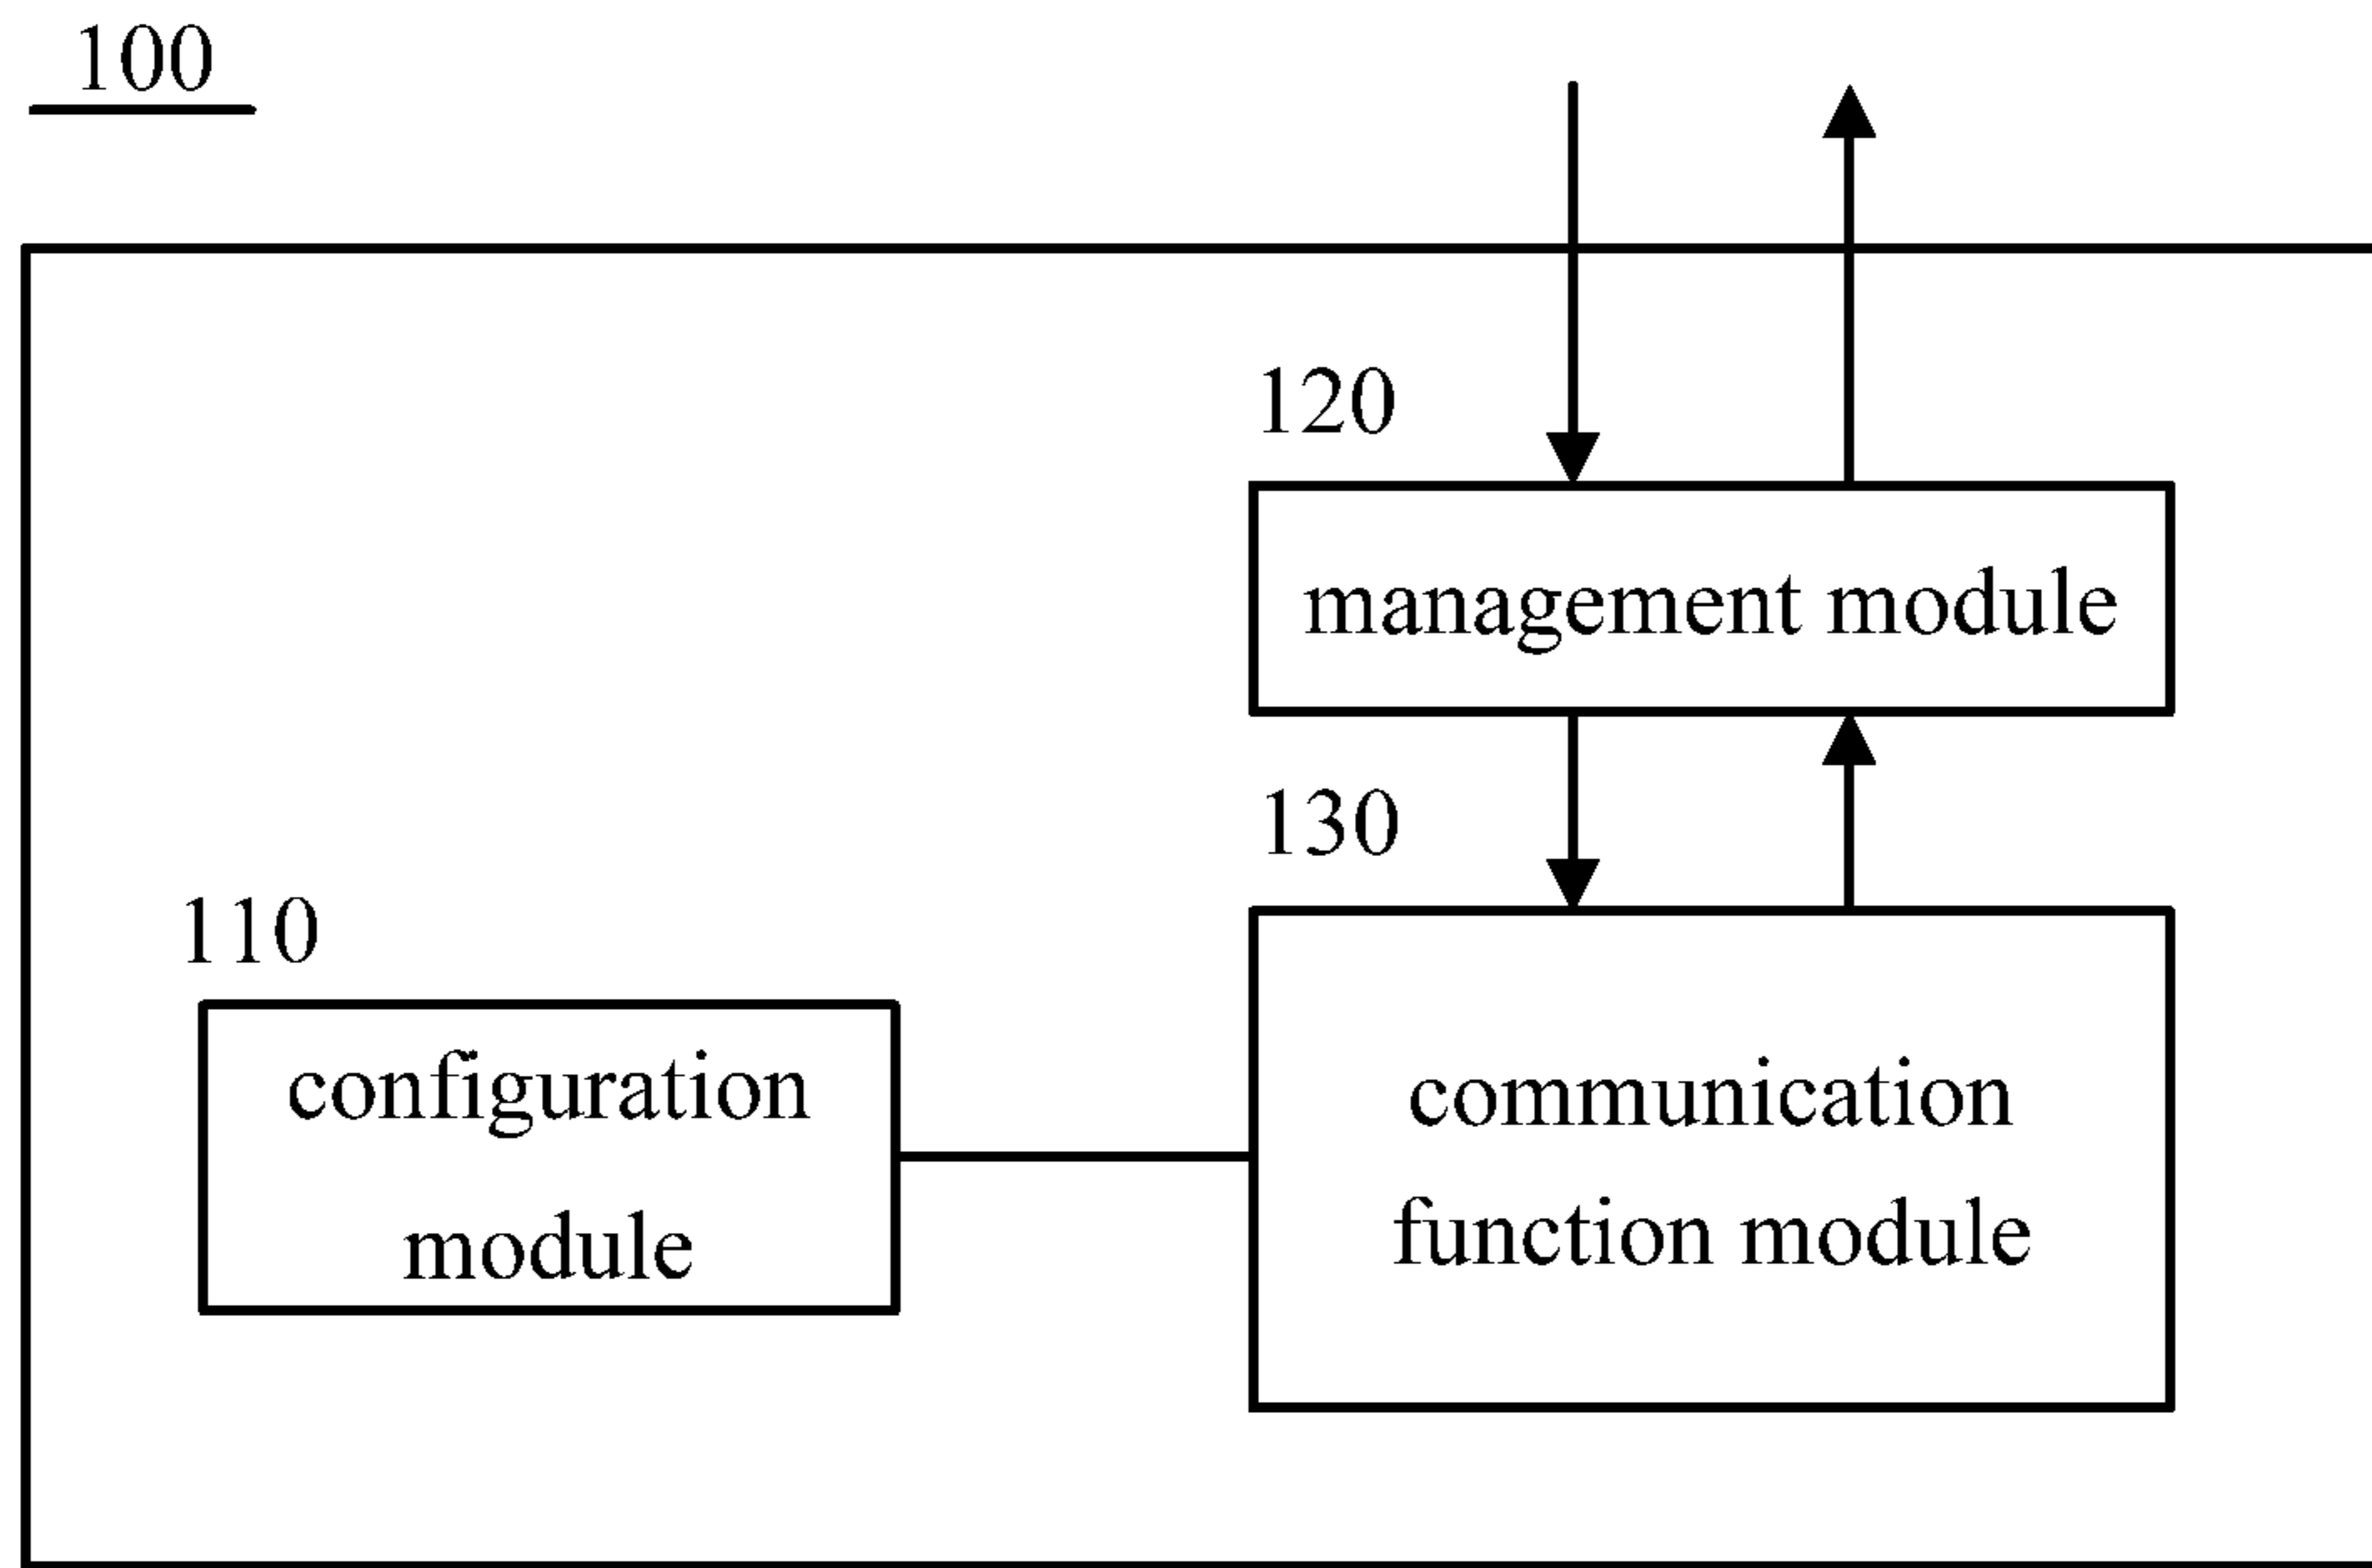 100
120
management module
130
110
configuration
module
communication
function module